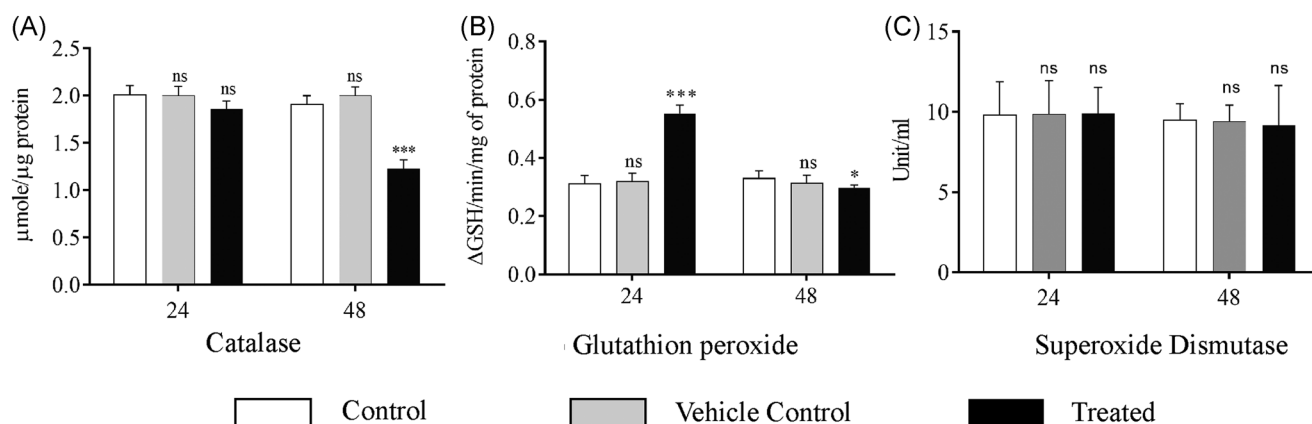 (A)
2.5
2.0
1.5
1.0
0.5
0.0
µmole/µg protein
ns
ns
ns
***
24
48
Catalase
(B)
0.8
0.6
0.4
0.2
0.0
ΔGSH/min/mg of protein
ns
***
ns
*
24
48
Glutathion peroxide
(C)
15
10
5
0
Unit/ml
ns
ns
ns
ns
24
48
Superoxide Dismutase
Control
Vehicle Control
Treated